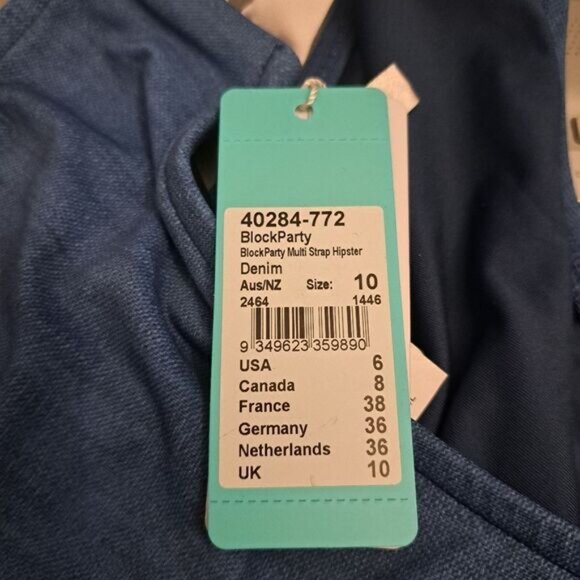 40284-772
BlockParty
BlockParty Multi Strap Hipster
Denim
Aus/NZ Size: 10
2464 1446
9 349623 359890
USA 6
Canada 8
France 38
Germany 36
Netherlands 36
UK 10